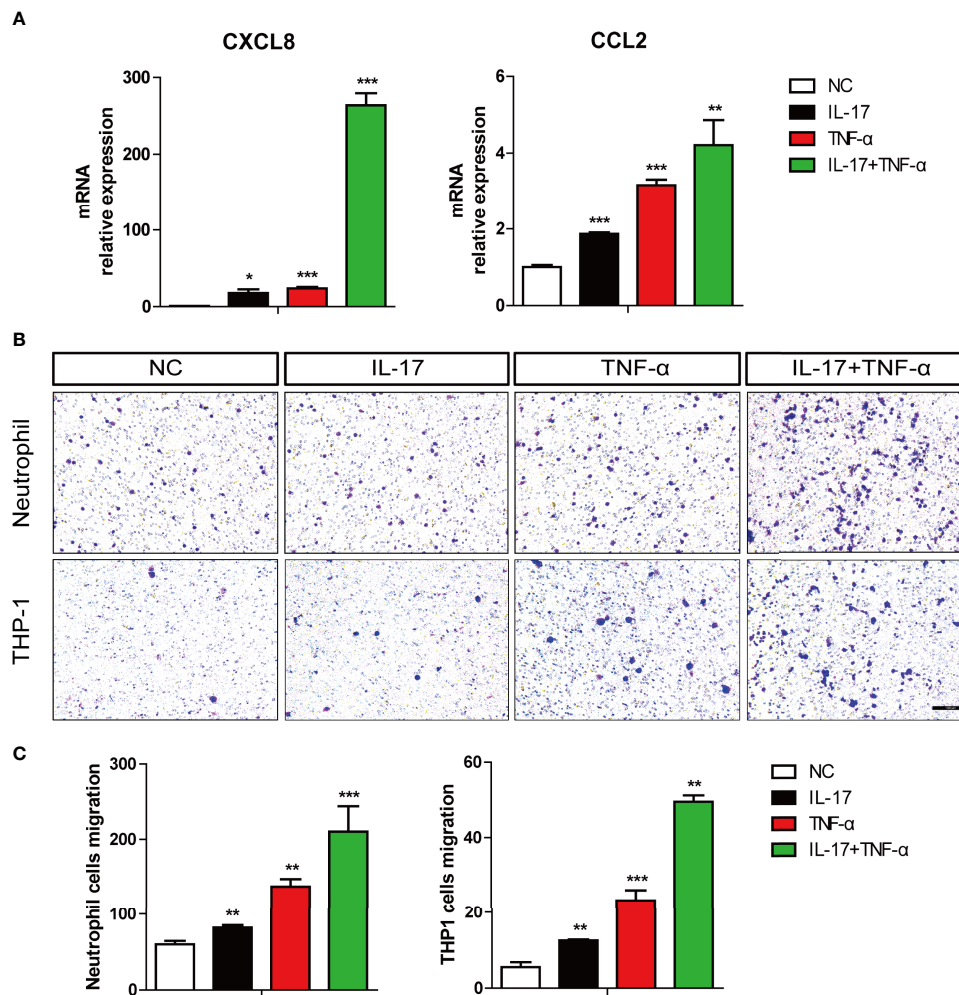 A
CXCL8
CCL2
mRNA
relative expression
300
200
100
0
*
***
***
mRNA
relative expression
6
4
2
0
***
***
**
NC
IL-17
TNF-α
IL-17+TNF-α
B
NC
IL-17
TNF-α
IL-17+TNF-α
Neutrophil
THP-1
C
Neutrophil cells migration
300
200
100
0
**
**
***
THP1 cells migration
60
40
20
0
**
***
**
NC
IL-17
TNF-α
IL-17+TNF-α